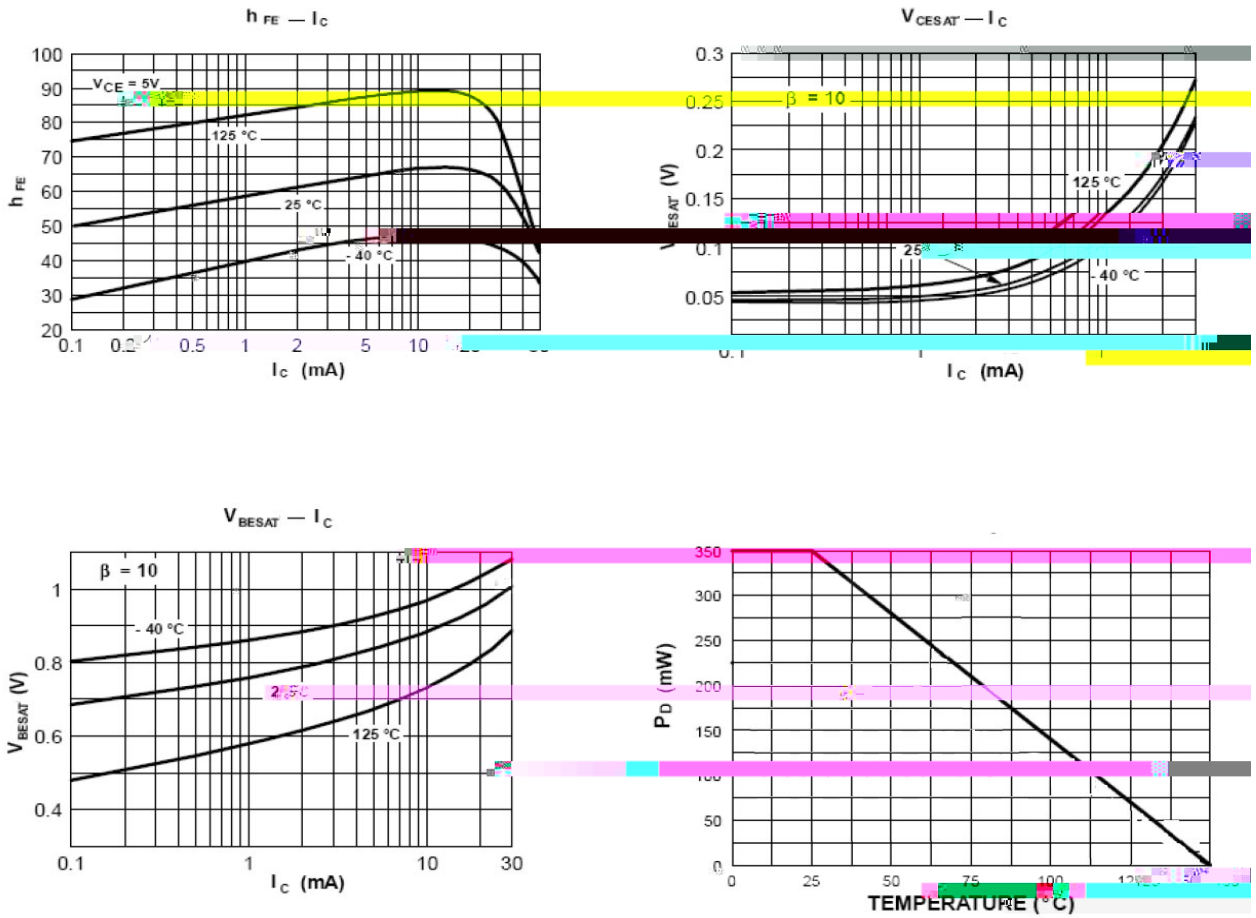 h FE — I C
100
90
80
70
60
50
40
30
20
V CE = 5V
125 °C
25 °C
- 40 °C
h FE
0.1 0.5 1 2 5 10
I C (mA)
V CESAT — I C
0.3
0.25
0.2
0.15
0.1
0.05
β = 10
125 °C
- 40 °C
1
I C (mA)
V BESAT — I C
1
0.8
0.6
0.4
β = 10
- 40 °C
125 °C
V BESAT (V)
0.1 1 10 30
I C (mA)
350
300
250
200
150
50
0
P D (mW)
0 25 50 75 100
TEMPERATURE (°C)